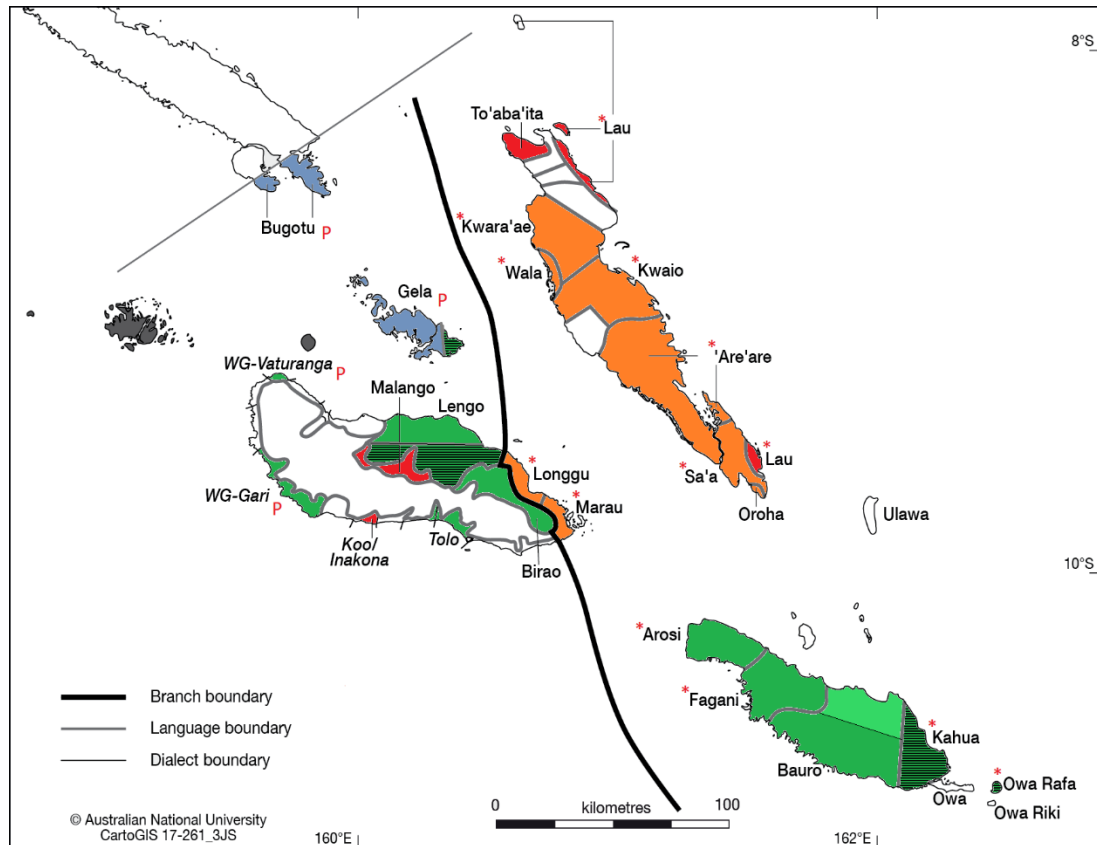 8°S
To'aba'ita
*Lau
Bugotu P
*Kwara'ae
*Wala
*Kwaio
Gela P
WG-Vaturanga P
Malango
Lengo
*'Are'are
*Longgu
*Lau
*Sa'a
WG-Gari P
*Marau
Oroha
Ulawa
Koo/
Inakona
Tolo
Birao
10°S
*Arosi
*Fagani
Branch boundary
Language boundary
*Kahua
Dialect boundary
Bauro
*Owa Rafa
Owa
Owa Riki
0 kilometres 100
© Australian National University
CartoGIS 17-261_3JS
160°E
162°E